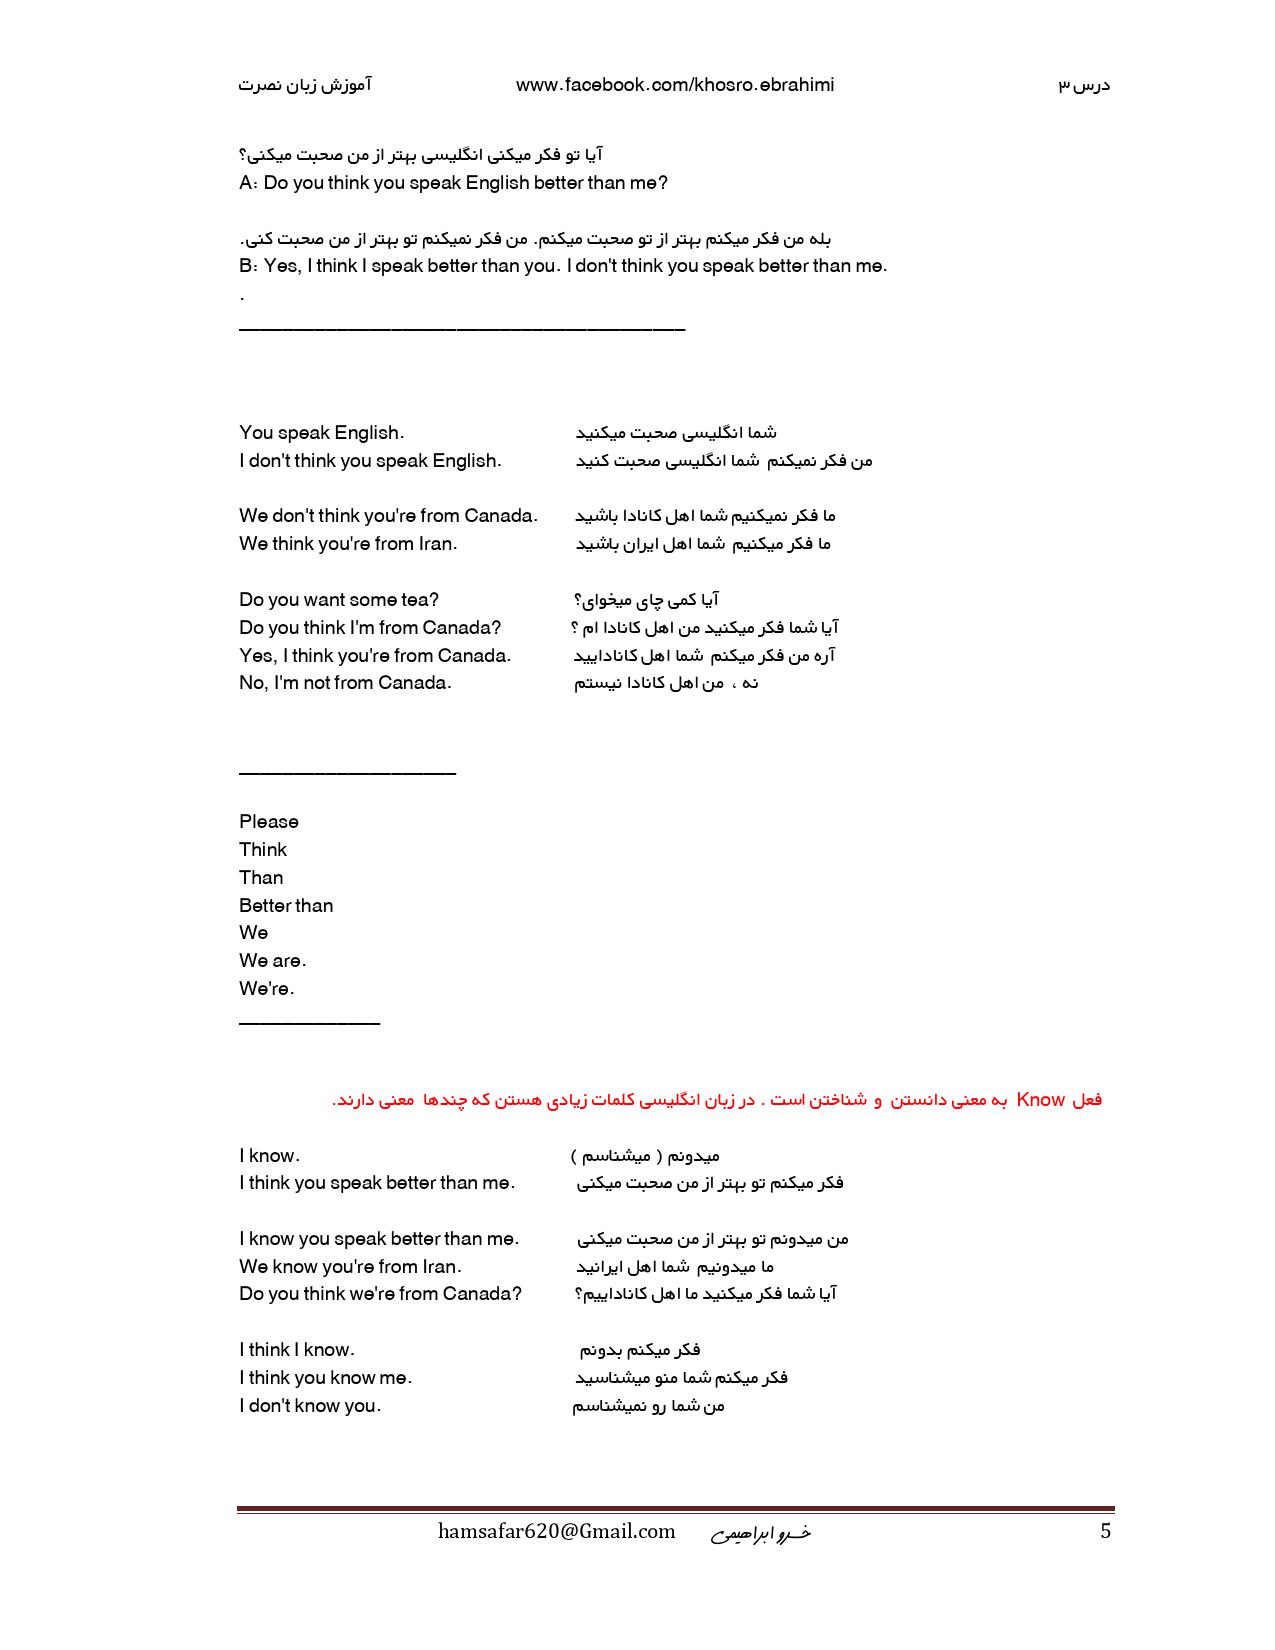 آموزش زبان نصرت www.facebook.com/khosro.ebrahimi درس ۳
آیا تو فکر میکنی انگلیسی بهتر از من صحبت میکنی؟
A: Do you think you speak English better than me?
بله من فکر میکنم بهتر از تو صحبت میکنم. من فکر نمیکنم تو بهتر از من صحبت کنی.
B: Yes, I think I speak better than you. I don't think you speak better than me.
.
You speak English. شما انگلیسی صحبت میکنید
I don't think you speak English. من فکر نمیکنم شما انگلیسی صحبت کنید
We don't think you're from Canada. ما فکر نمیکنیم شما اهل کانادا باشید
We think you're from Iran. ما فکر میکنیم شما اهل ایران باشید
Do you want some tea? آیا کمی چای میخوای؟
Do you think I'm from Canada? آیا شما فکر میکنید من اهل کانادا ام ؟
Yes, I think you're from Canada. آره من فکر میکنم شما اهل کانادایید
No, I'm not from Canada. نه ، من اهل کانادا نیستم
Please
Think
Than
Better than
We
We are.
We're.
فعل Know به معنی دانستن و شناختن است . در زبان انگلیسی کلمات زیادی هستن که چندها معنی دارند.
I know. میدونم ( میشناسم )
I think you speak better than me. فکر میکنم تو بهتر از من صحبت میکنی
I know you speak better than me. من میدونم تو بهتر از من صحبت میکنی
We know you're from Iran. ما میدونیم شما اهل ایرانید
Do you think we're from Canada? آیا شما فکر میکنید ما اهل کاناداییم؟
I think I know. فکر میکنم بدونم
I think you know me. فکر میکنم شما منو میشناسید
I don't know you. من شما رو نمیشناسم
hamsafar620@Gmail.com خسرو ابراهیمی 5